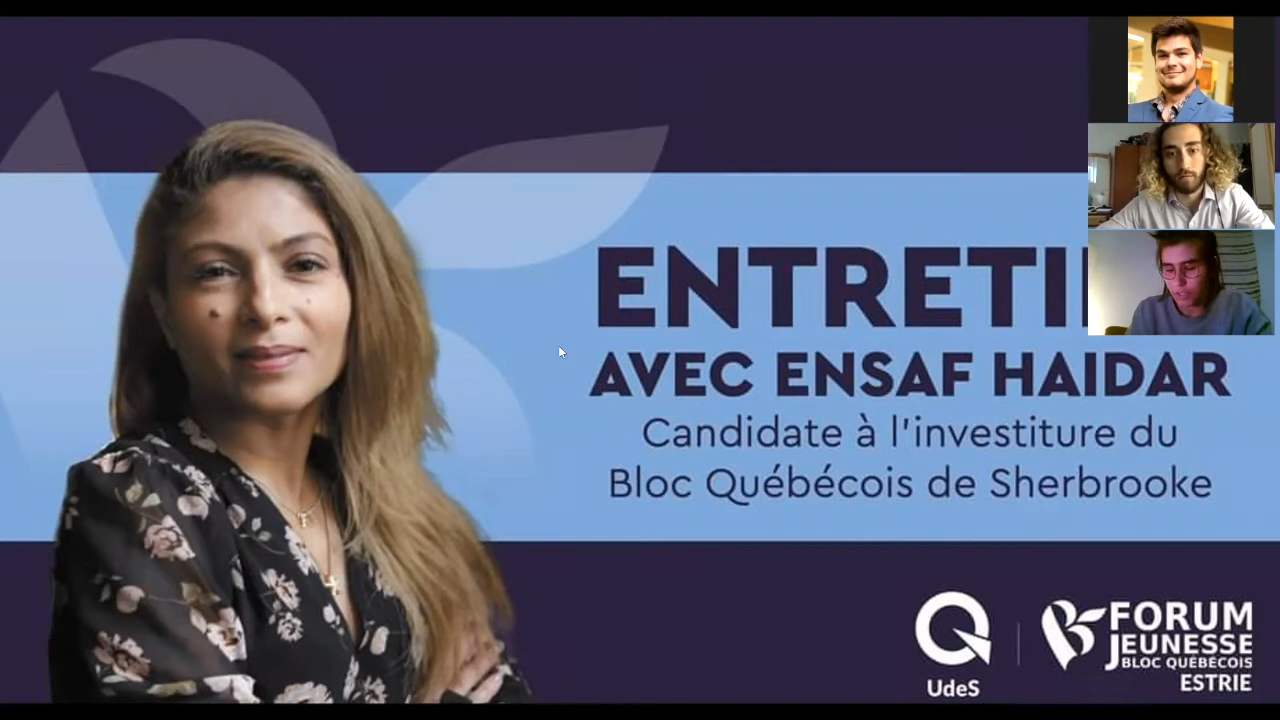 ENTRETI
AVEC ENSAF HAIDAR
Candidate à l'investiture du
Bloc Québécois de Sherbrooke
UdeS
FORUM
JEUNESSE
BLOC QUÉBÉCOIS
ESTRIE